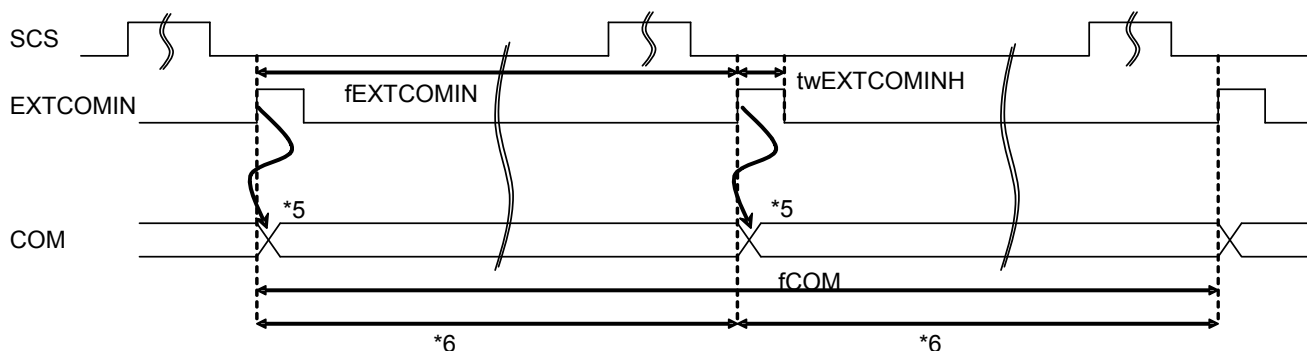 SCS
fEXTCOMIN
twEXTCOMINH
EXTCOMIN
*5
*5
COM
fCOM
*6
*6